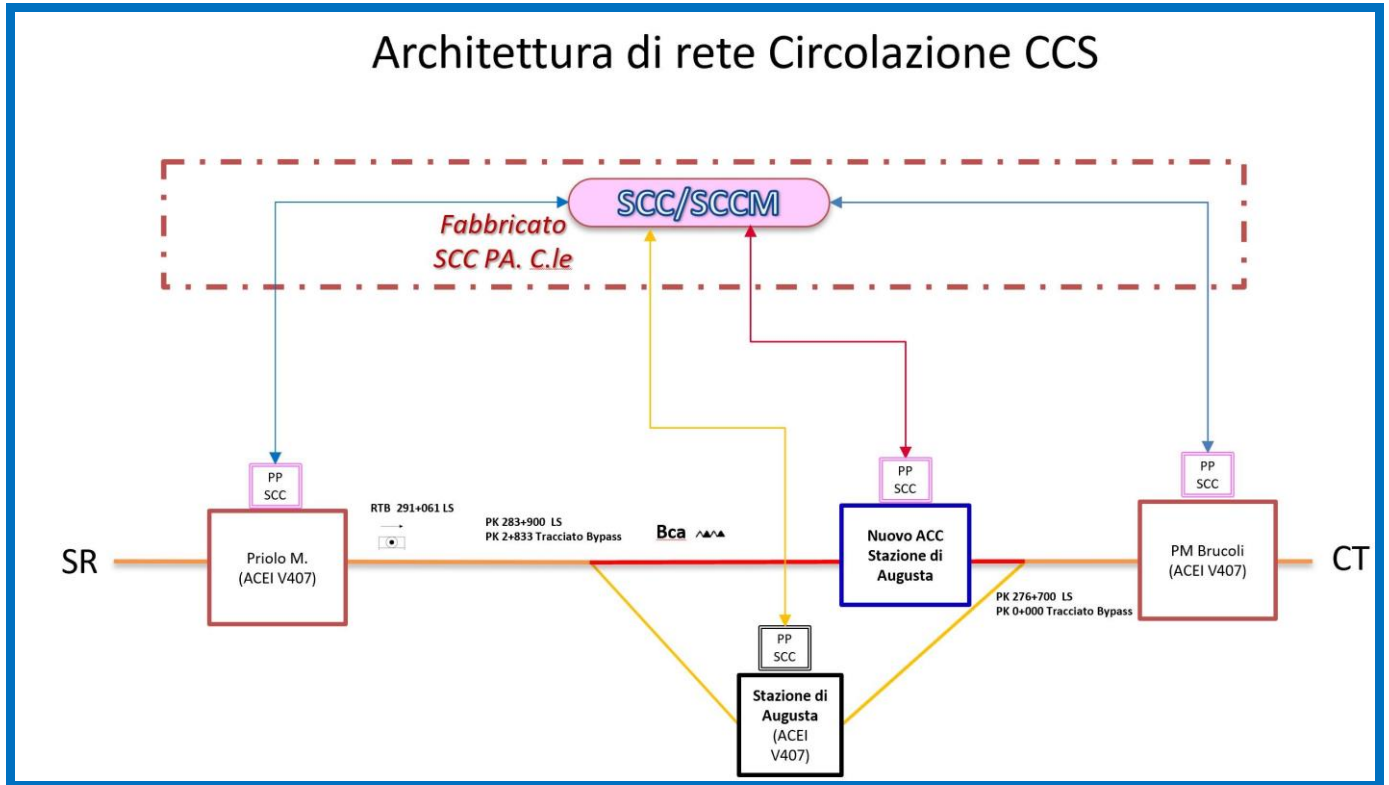 Architettura di rete Circolazione CCS
SCC/SCCM
Fabbricato
SCC PA. C.le
PP
SCC
PP
SCC
PP
SCC
RTB 291+061 LS
PK 283+900 LS
PK 2+833 Tracciato Bypass
Bca
SR
Priolo M.
(ACEI V407)
Nuovo ACC
Stazione di
Augusta
PM Brucoli
(ACEI V407)
CT
PK 276+700 LS
PK 0+000 Tracciato Bypass
PP
SCC
Stazione di
Augusta
(ACEI
V407)